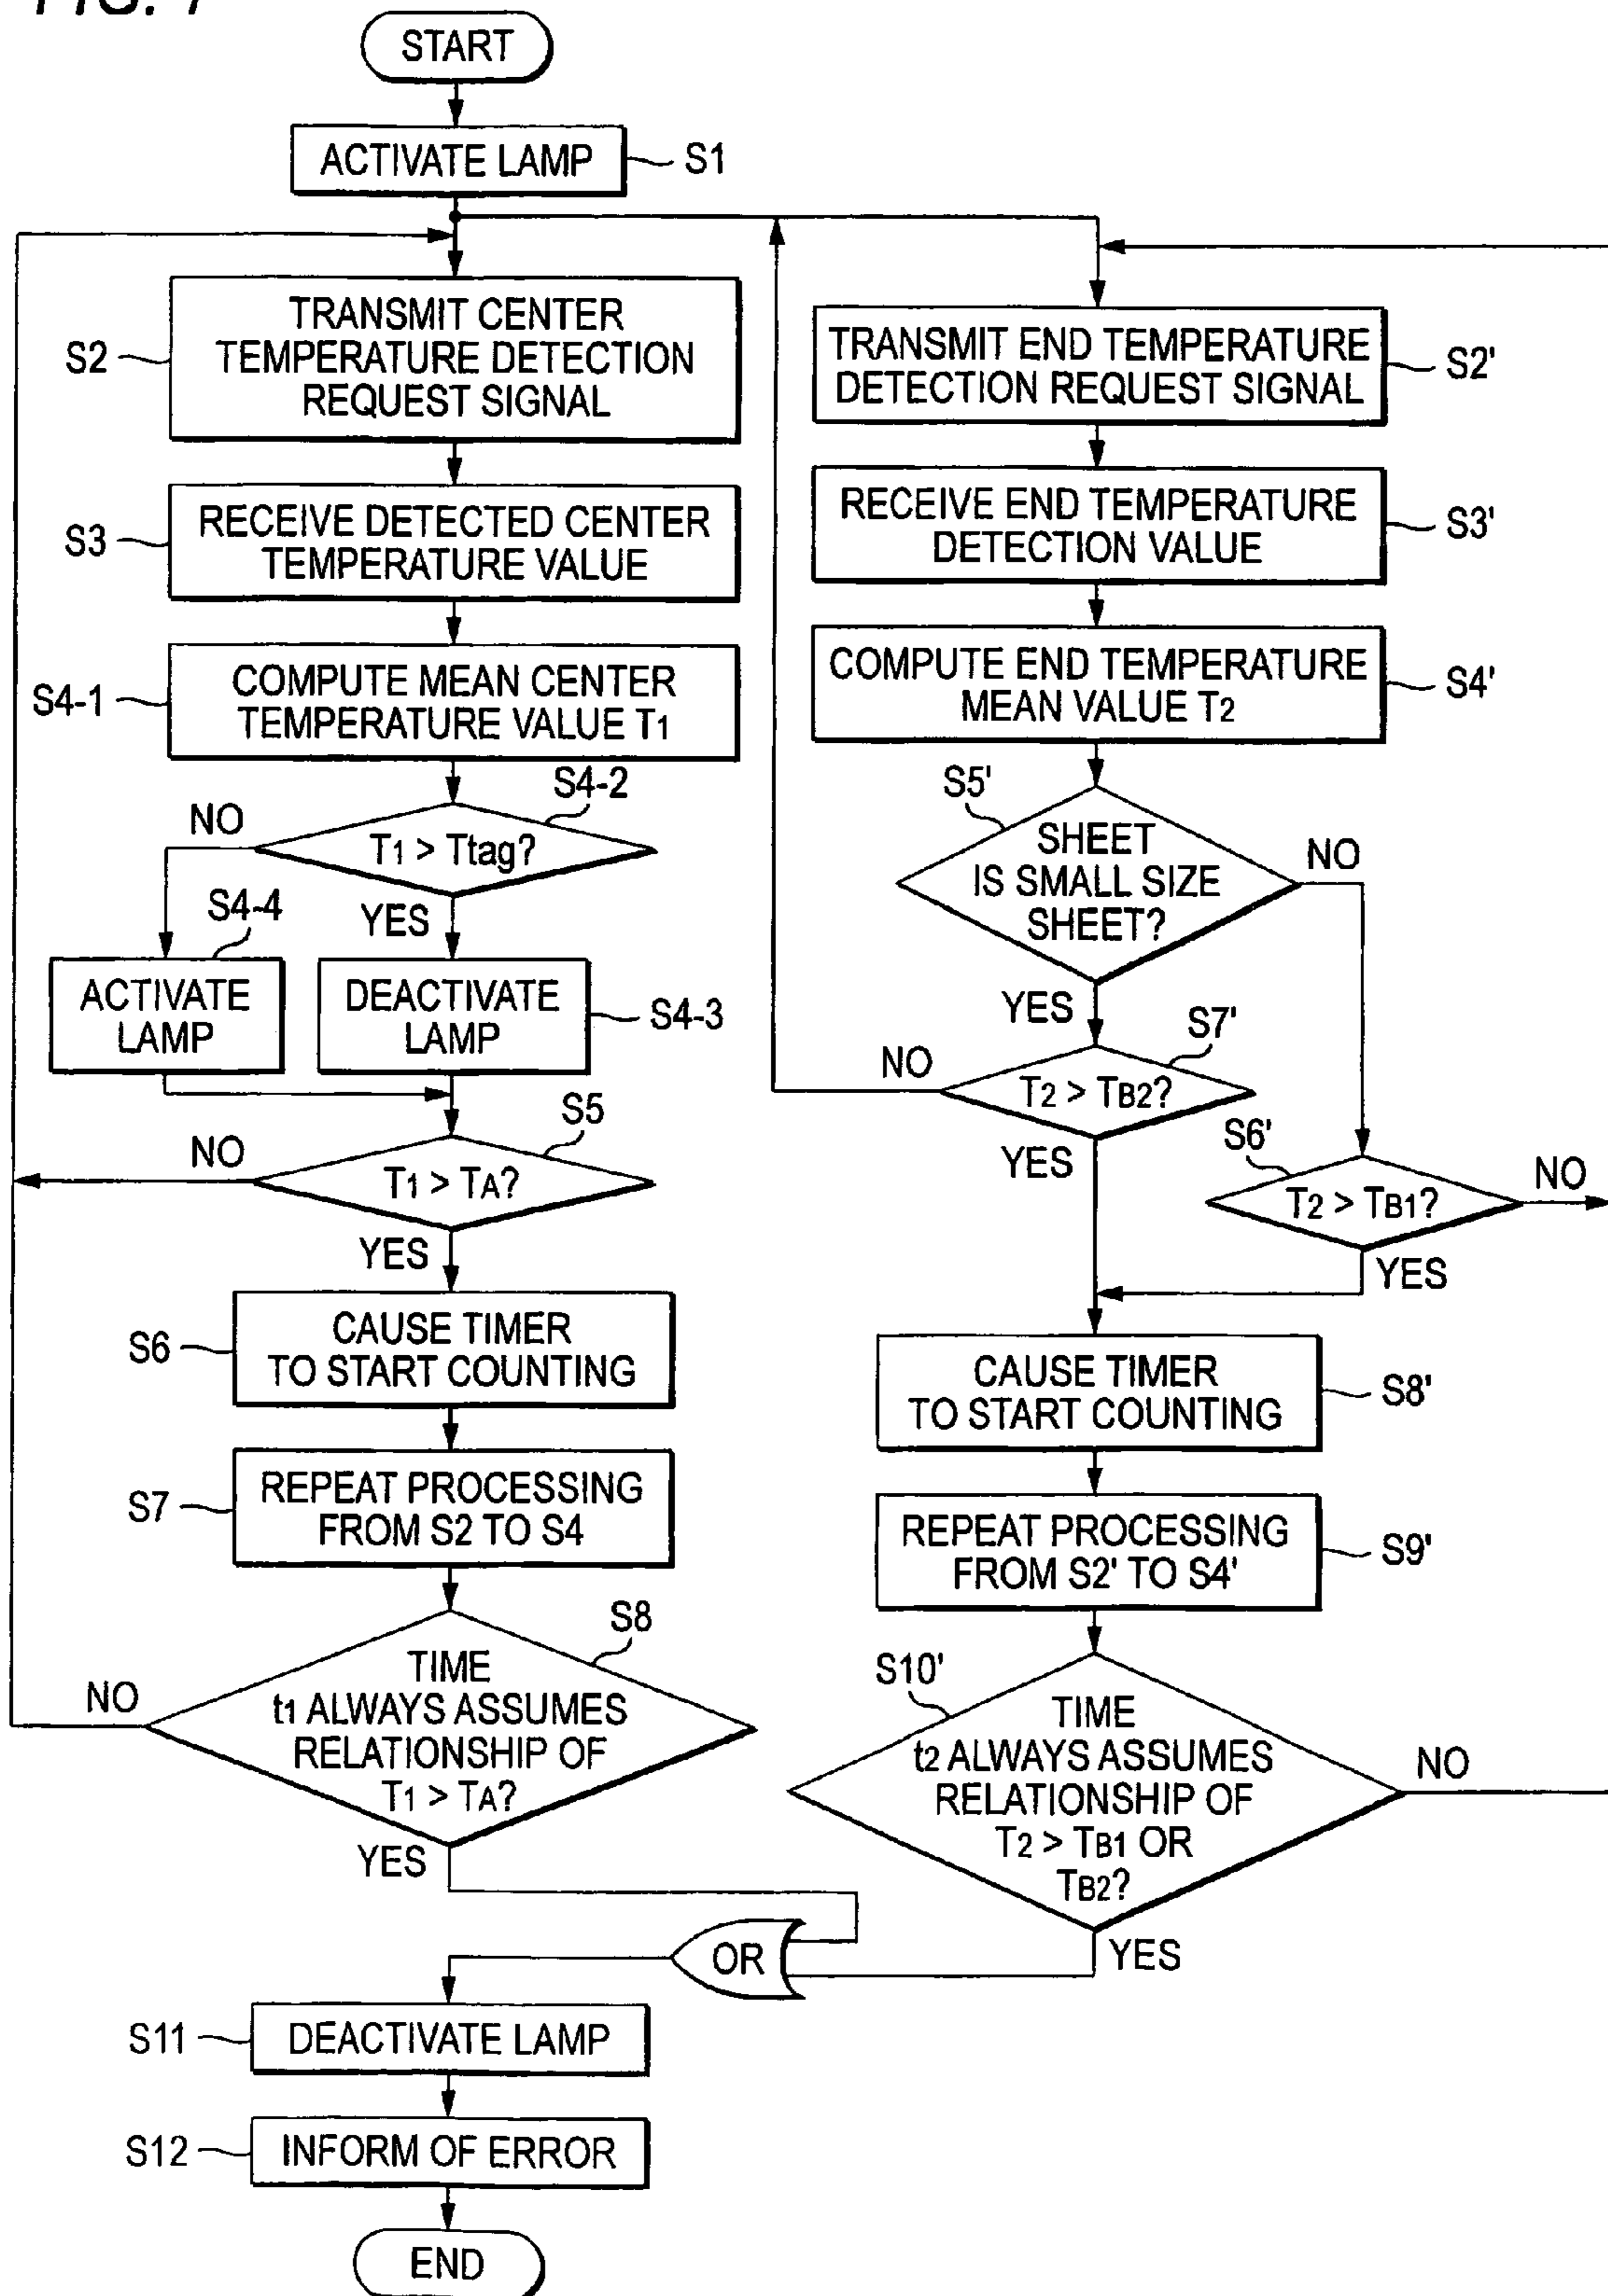 START
ACTIVATE LAMP
S1
TRANSMIT CENTER
TEMPERATURE DETECTION
REQUEST SIGNAL
S2
RECEIVE DETECTED CENTER
TEMPERATURE VALUE
S3
COMPUTE MEAN CENTER
TEMPERATURE VALUE T1
S4-1
S4-2
T1 > Ttag?
NO
YES
S4-4
ACTIVATE
LAMP
DEACTIVATE
LAMP
S4-3
S5
T1 > TA?
NO
YES
CAUSE TIMER
TO START COUNTING
S6
REPEAT PROCESSING
FROM S2 TO S4
S7
S8
TIME
t1 ALWAYS ASSUMES
RELATIONSHIP OF
T1 > TA?
NO
YES
TRANSMIT END TEMPERATURE
DETECTION REQUEST SIGNAL
S2'
RECEIVE END TEMPERATURE
DETECTION VALUE
S3'
COMPUTE END TEMPERATURE
MEAN VALUE T2
S4'
S5'
SHEET
IS SMALL SIZE
SHEET?
NO
YES
S7'
T2 > TB2?
NO
YES
S6'
T2 > TB1?
NO
YES
CAUSE TIMER
TO START COUNTING
S8'
REPEAT PROCESSING
FROM S2' TO S4'
S9'
S10'
TIME
t2 ALWAYS ASSUMES
RELATIONSHIP OF
T2 > TB1 OR
TB2?
NO
YES
OR
DEACTIVATE LAMP
S11
INFORM OF ERROR
S12
END